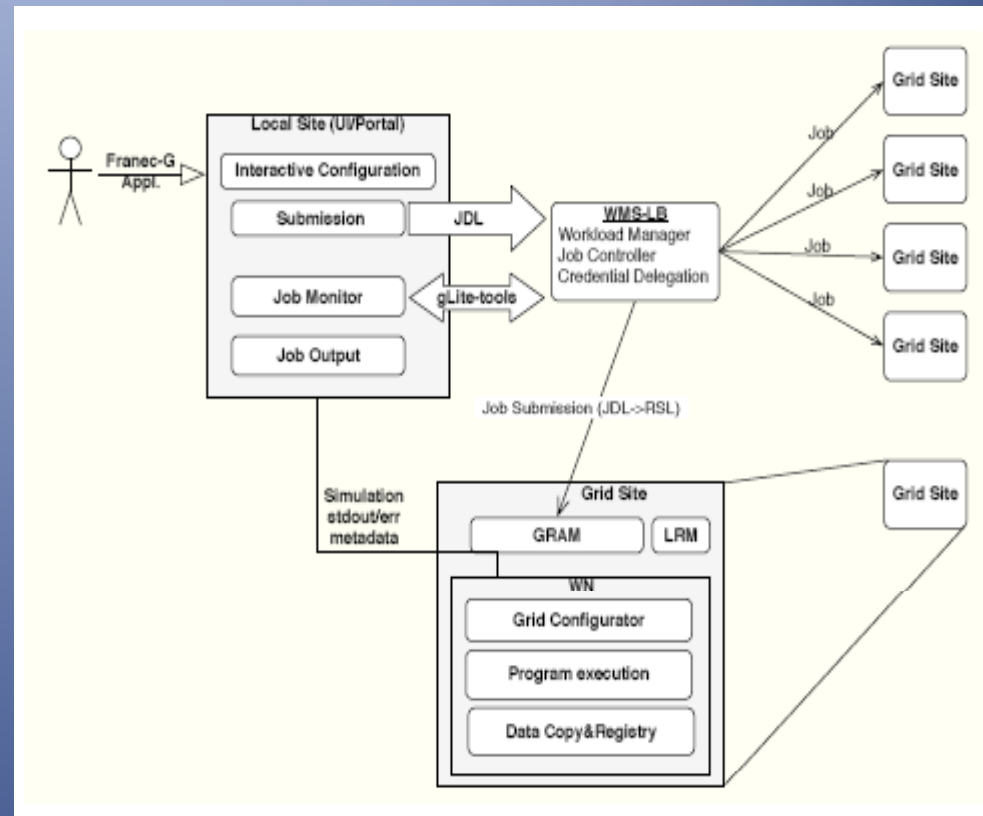 Franec-G
Appl.
Local Site (UI/Portal)
Interactive Configuration
Submission
Job Monitor
Job Output
JDL
gLite-tools
WMS-LB
Workload Manager
Job Controller
Credential Delegation
Job
Job
Job
Job
Grid Site
Grid Site
Grid Site
Grid Site
Job Submission (JDL->RSL)
Simulation
stdout/err
metadata
Grid Site
GRAM
LRM
WN
Grid Configurator
Program execution
Data Copy&Registry
Grid Site